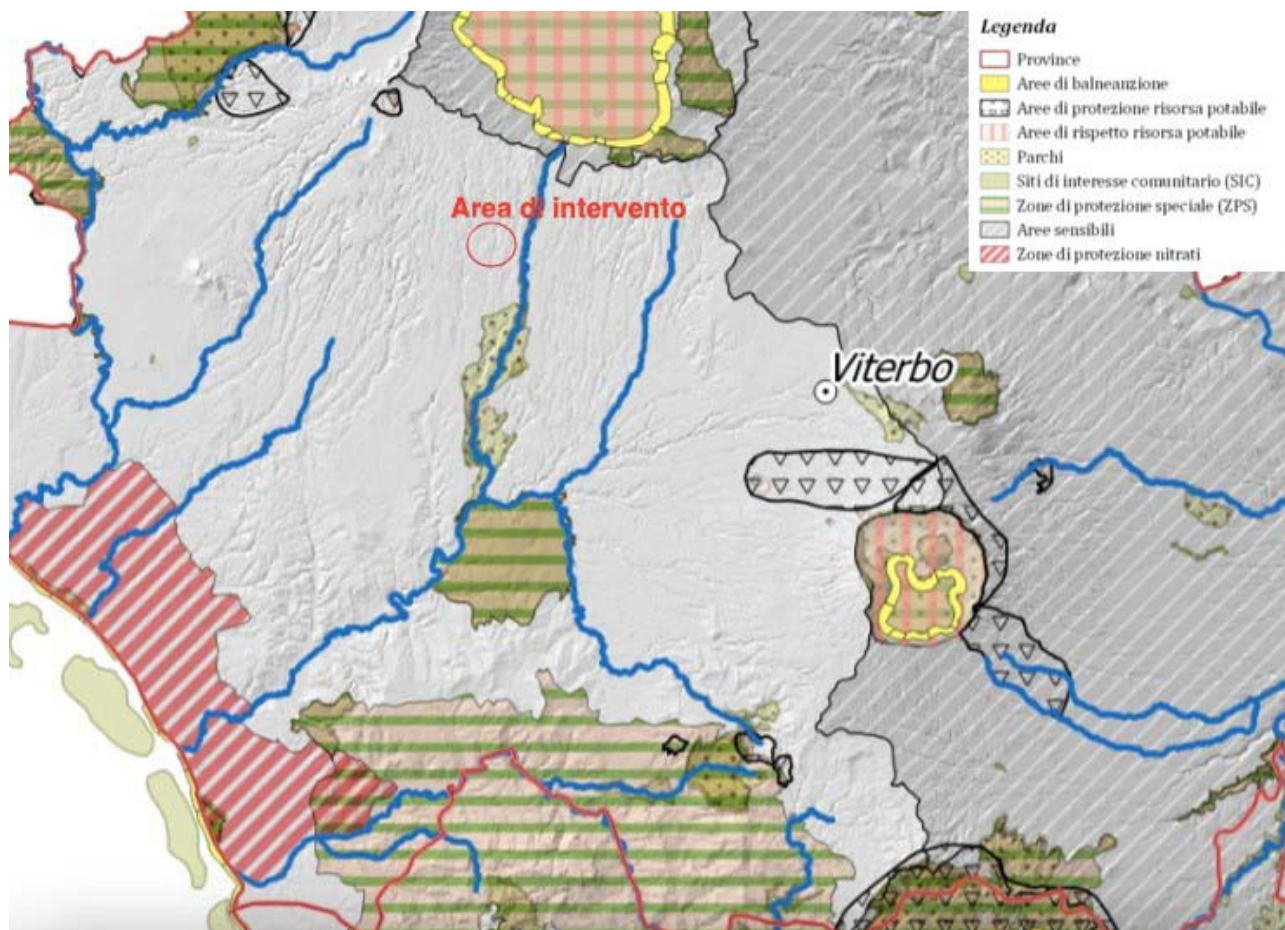 Legenda
Province
Aree di balneanzione
Aree di protezione risorsa potabile
Aree di rispetto risorsa potabile
Parchi
Siti di interesse comunitario (SIC)
Zone di protezione speciale (ZPS)
Aree sensibili
Zone di protezione nitrati
Area di intervento
Viterbo